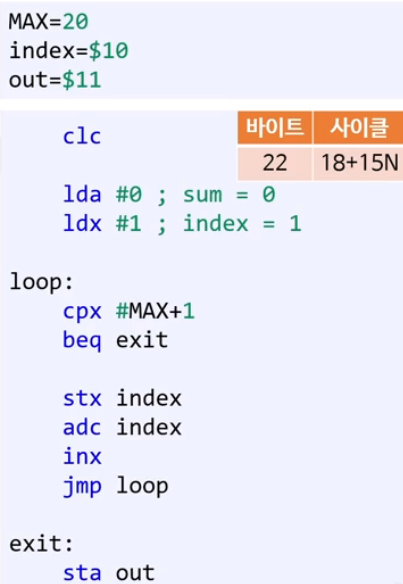 MAX=20
index=$10
out=$11
clc
바이트 사이클
22 18+15N
lda #0 ; sum = 0
ldx #1 ; index = 1
loop:
cpx #MAX+1
beq exit
stx index
adc index
inx
jmp loop
exit:
sta out